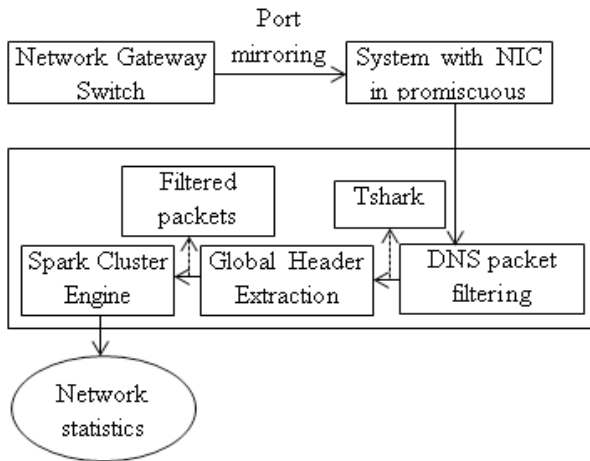 Port
mirroring
Network Gateway
Switch
System with NIC
in promiscuous
Filtered
packets
Tshark
Spark Cluster
Engine
Global Header
Extraction
DNS packet
filtering
Network
statistics